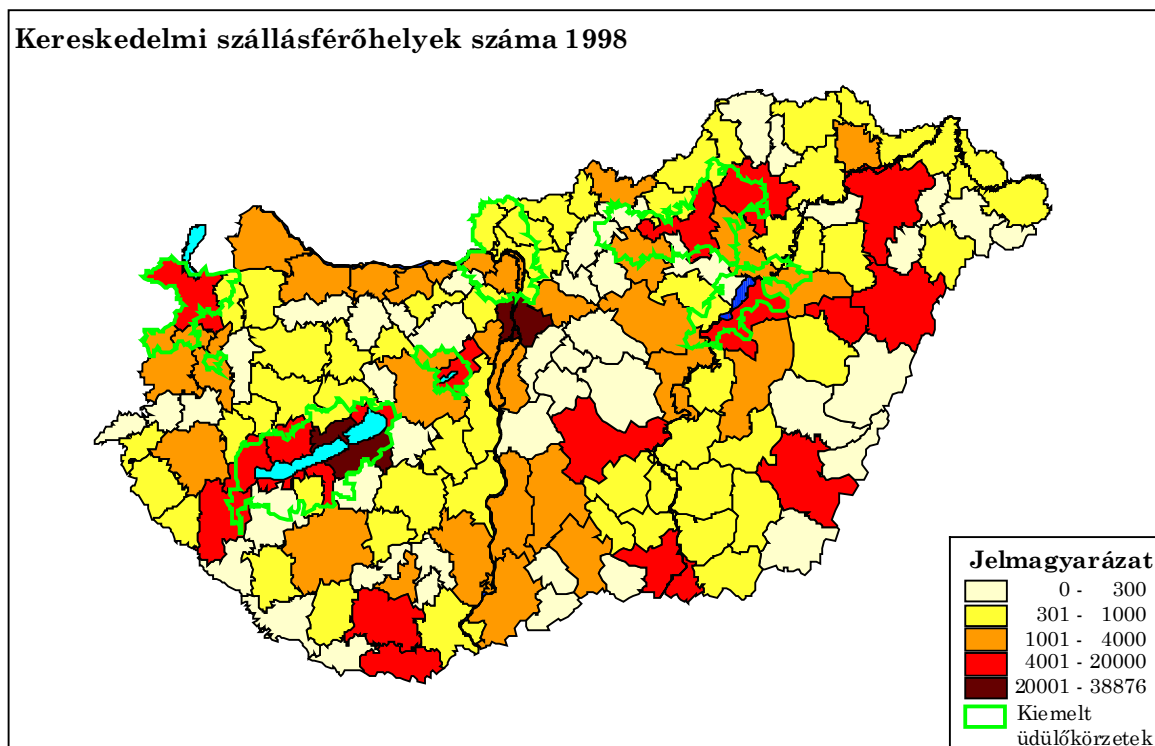 Kereskedelmi szállásférőhelyek száma 1998
Jelmagyarázat
0 - 300
301 - 1000
1001 - 4000
4001 - 20000
20001 - 38876
Kiemelt
üdülőkörzetek